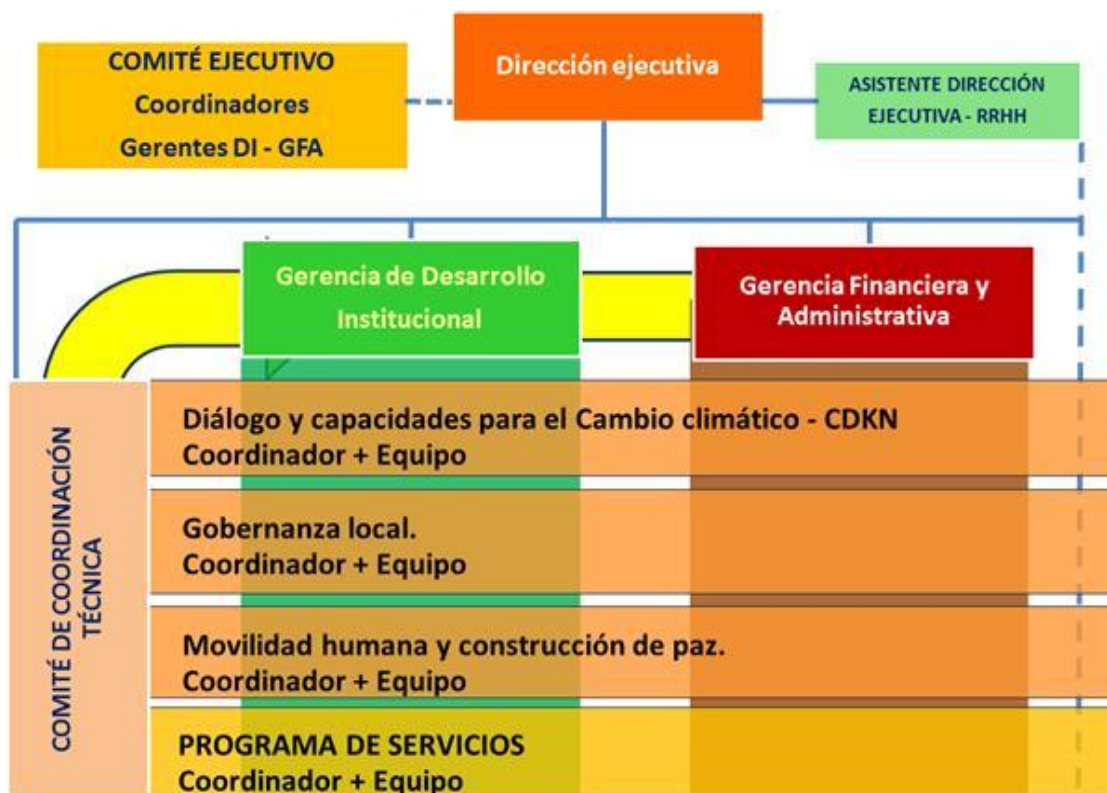 COMITÉ EJECUTIVO
Coordinadores
Gerentes DI - GFA
Dirección ejecutiva
ASISTENTE DIRECCIÓN
EJECUTIVA - RRHH
Gerencia de Desarrollo
Institucional
Gerencia Financiera y
Administrativa
COMITÉ DE COORDINACIÓN
TÉCNICA
Diálogo y capacidades para el Cambio climático - CDKN
Coordinador + Equipo
Gobernanza local.
Coordinador + Equipo
Movilidad humana y construcción de paz.
Coordinador + Equipo
PROGRAMA DE SERVICIOS
Coordinador + Equipo